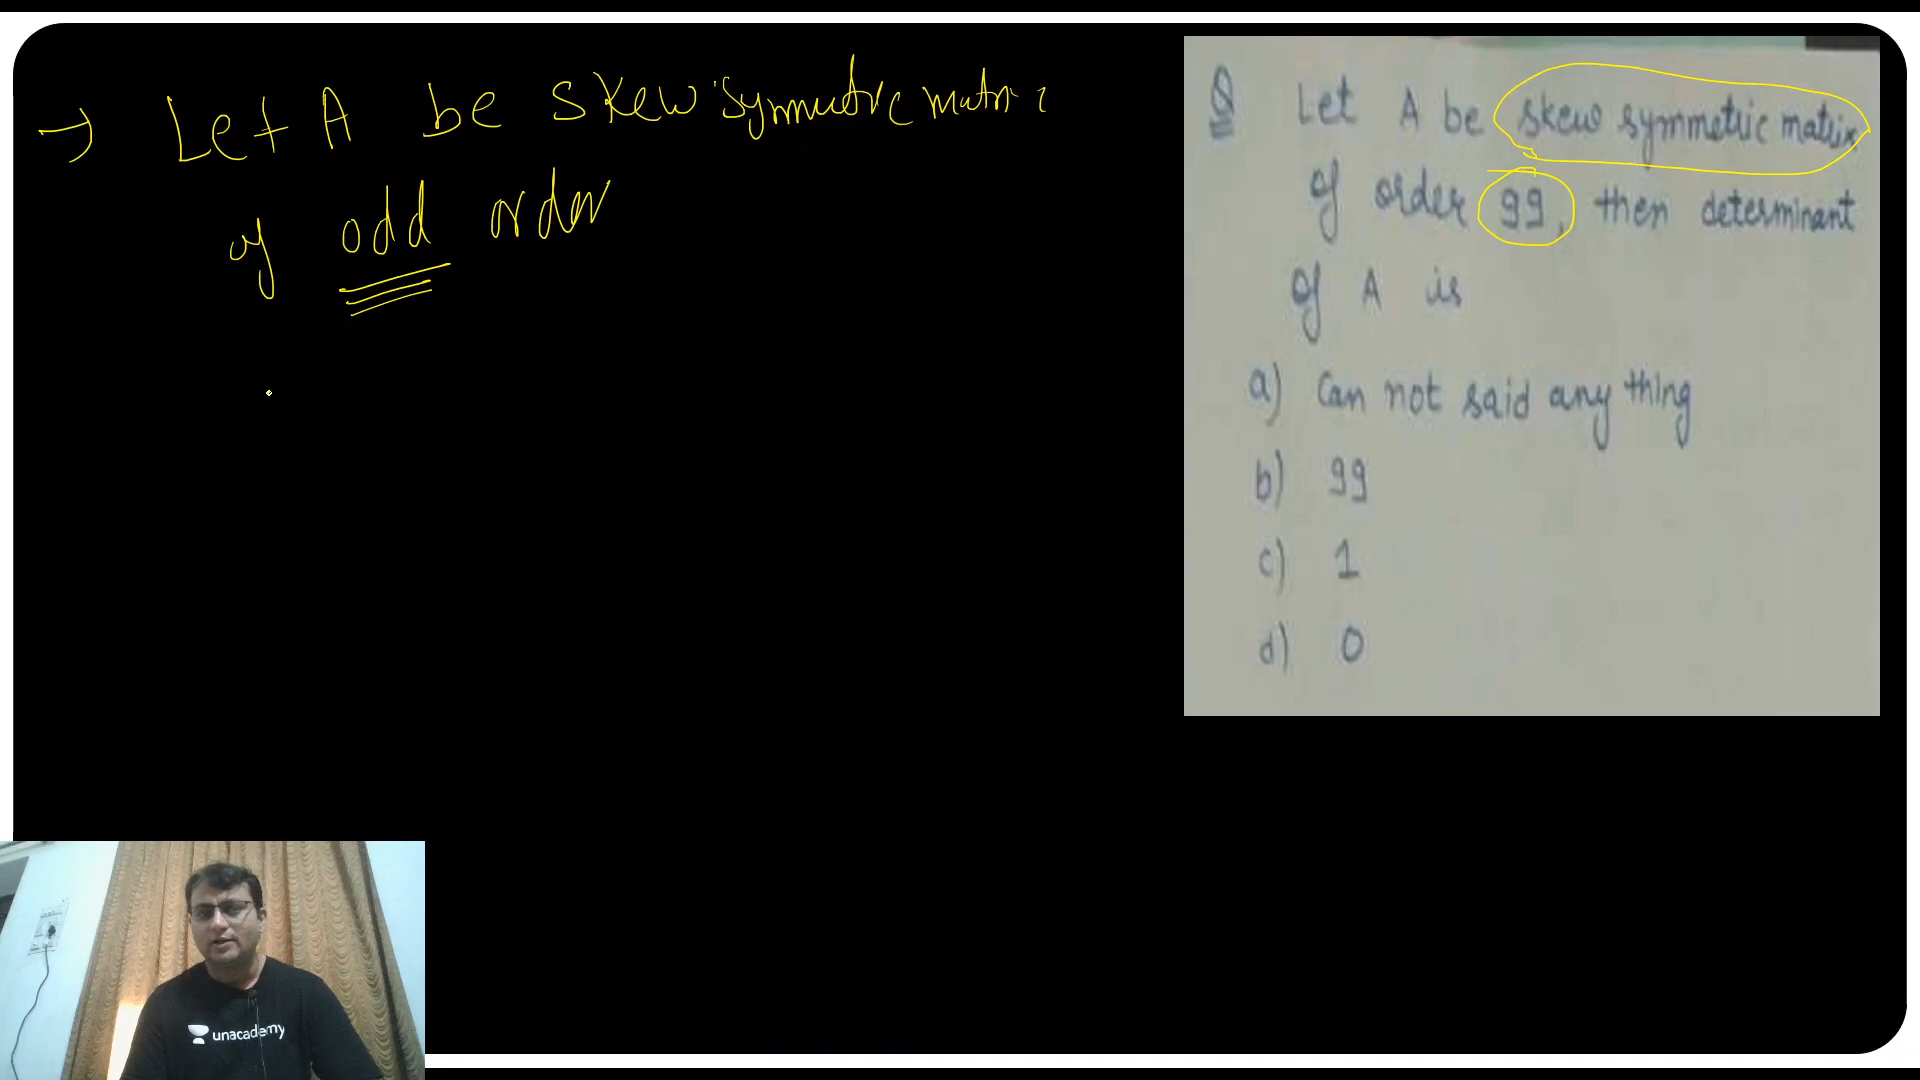 → Let A be skew symmetric matri
of odd order
Q Let A be skew symmetric matrix
of order 99, then determinant
of A is
a) Can not said any thing
b) 99
c) 1
d) 0
unacademy